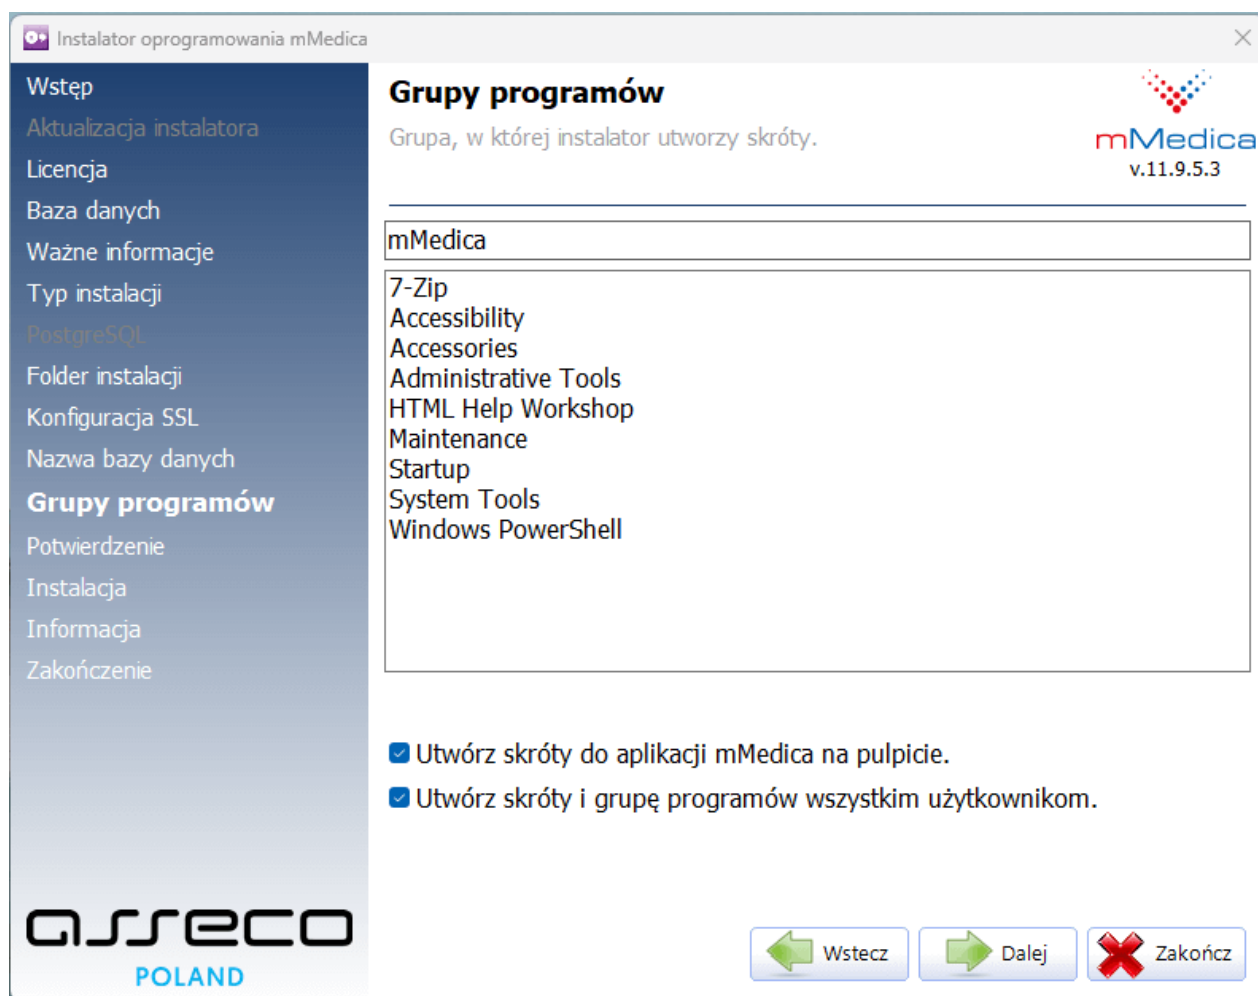 Instalator oprogramowania mMedica
Wstęp
Aktualizacja instalatora
Licencja
Baza danych
Ważne informacje
Typ instalacji
PostgreSQL
Folder instalacji
Konfiguracja SSL
Nazwa bazy danych
Grupy programów
Potwierdzenie
Instalacja
Informacja
Zakończenie
asseco
POLAND
Grupy programów
Grupa, w której instalator utworzy skróty.
mMedica
v.11.9.5.3
mMedica
7-Zip
Accessibility
Accessories
Administrative Tools
HTML Help Workshop
Maintenance
Startup
System Tools
Windows PowerShell
Utwórz skróty do aplikacji mMedica na pulpicie.
Utwórz skróty i grupę programów wszystkim użytkownikom.
Wstecz
Dalej
Zakończ